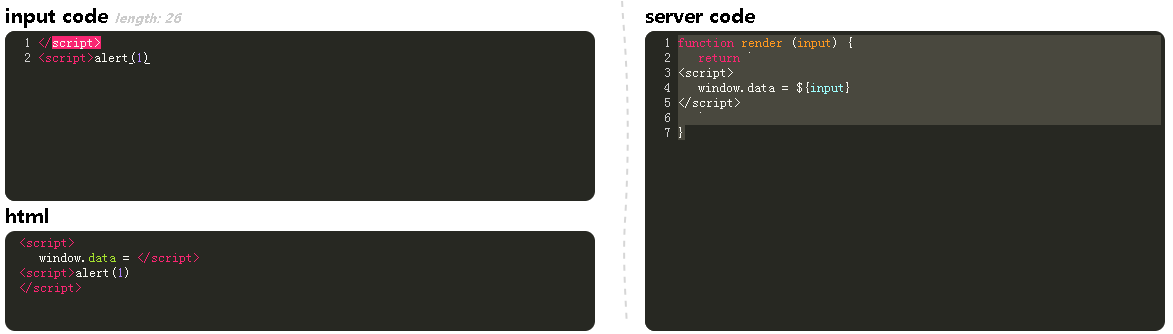 input code length: 26
1 </script>
2 <script>alert(1)
html
<script>
window.data = </script>
<script>alert(1)
</script>
server code
1 function render (input) {
2 return `
3 <script>
4 window.data = ${input}
5 </script>
6 `
7 }